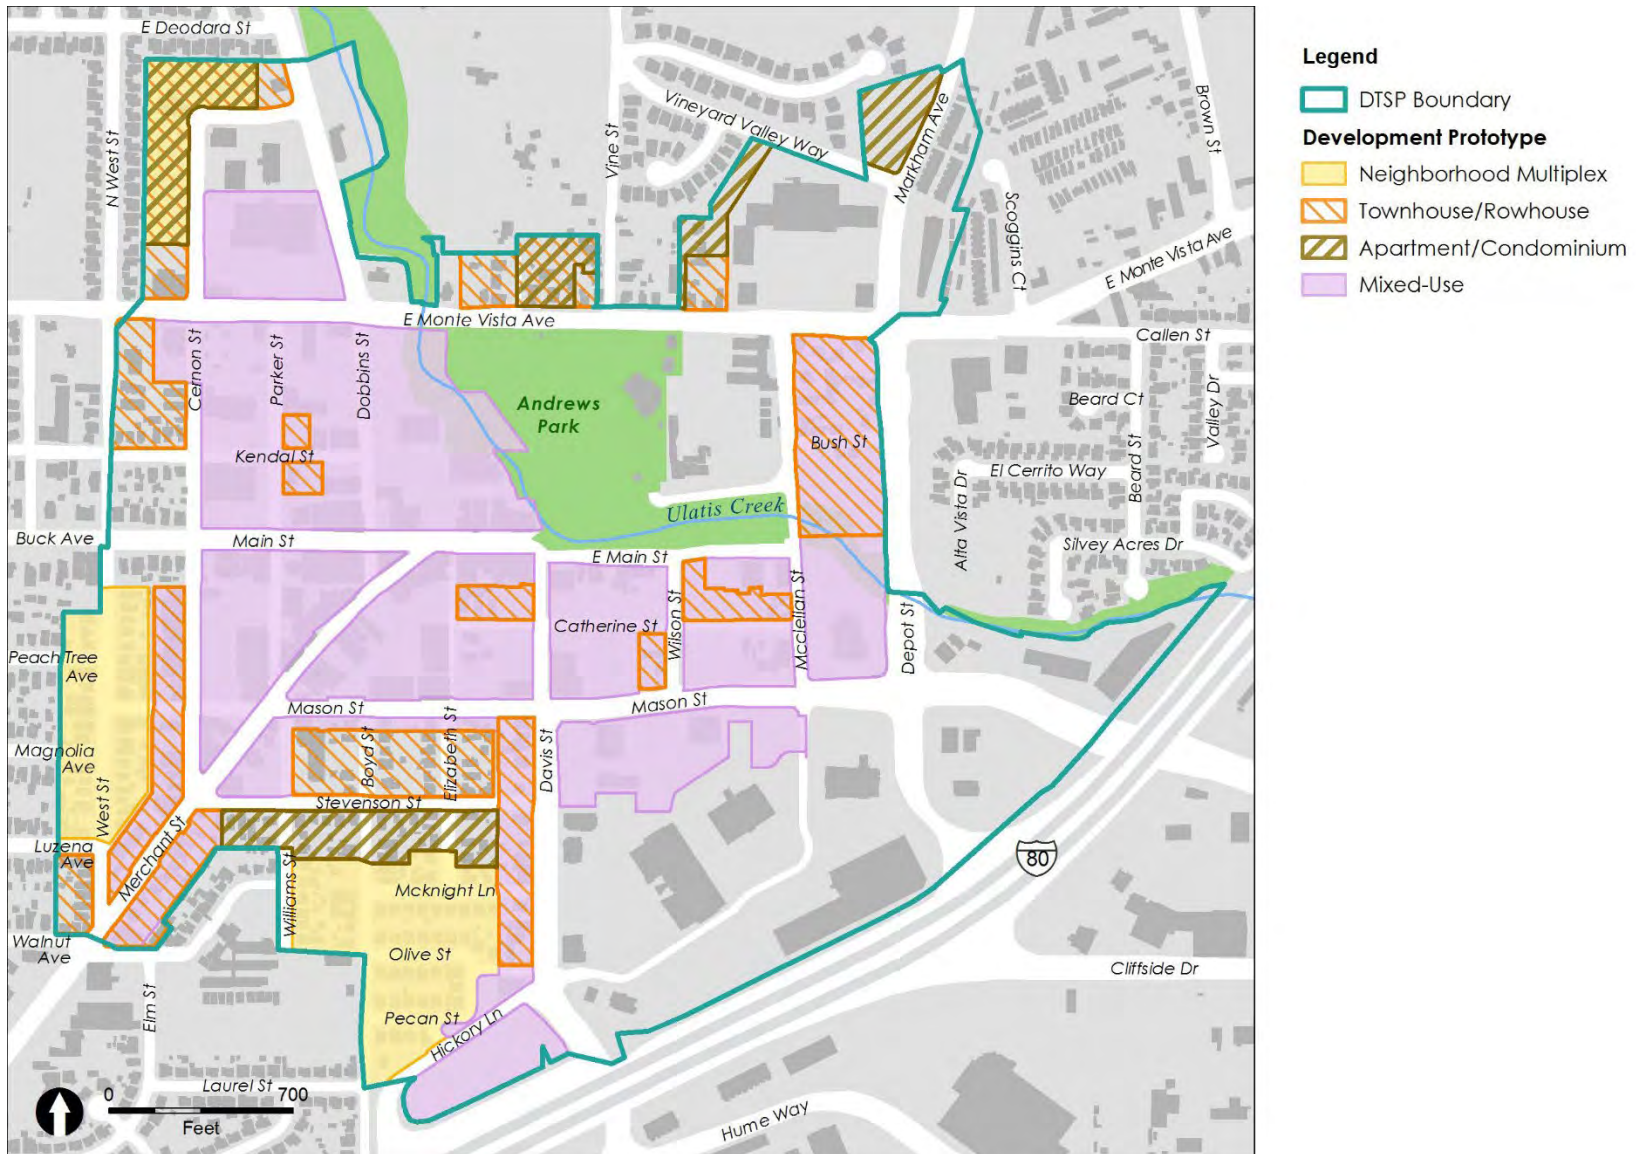 E Deodara St
N West St
Vine St
Vineyard Valley Way
Markham Ave
Brown St
Scoggins Ct
E Monte Vista Ave
E Monte Vista Ave
Callen St
Cernon St
Parker St
Dobbins St
Kendal St
Andrews
Park
Bush St
Beard Ct
Valley Dr
El Cerrito Way
Beard St
Alta Vista Dr
Ulatis Creek
Buck Ave
Main St
E Main St
Silvey Acres Dr
Catherine St
Wilson St
Mcclellan St
Depot St
Peach Tree
Ave
Mason St
Mason St
Magnolia
Ave
West St
Boyd St
Elizabeth St
Davis St
Stevenson St
Luzena
Ave
Merchant St
80
Williams St
Mcknight Ln
Walnut
Ave
Olive St
Cliffside Dr
Elm St
Pecan St
Hickory Ln
Laurel St
Hume Way
0 700
Feet
Legend
DTSP Boundary
Development Prototype
Neighborhood Multiplex
Townhouse/Rowhouse
Apartment/Condominium
Mixed-Use